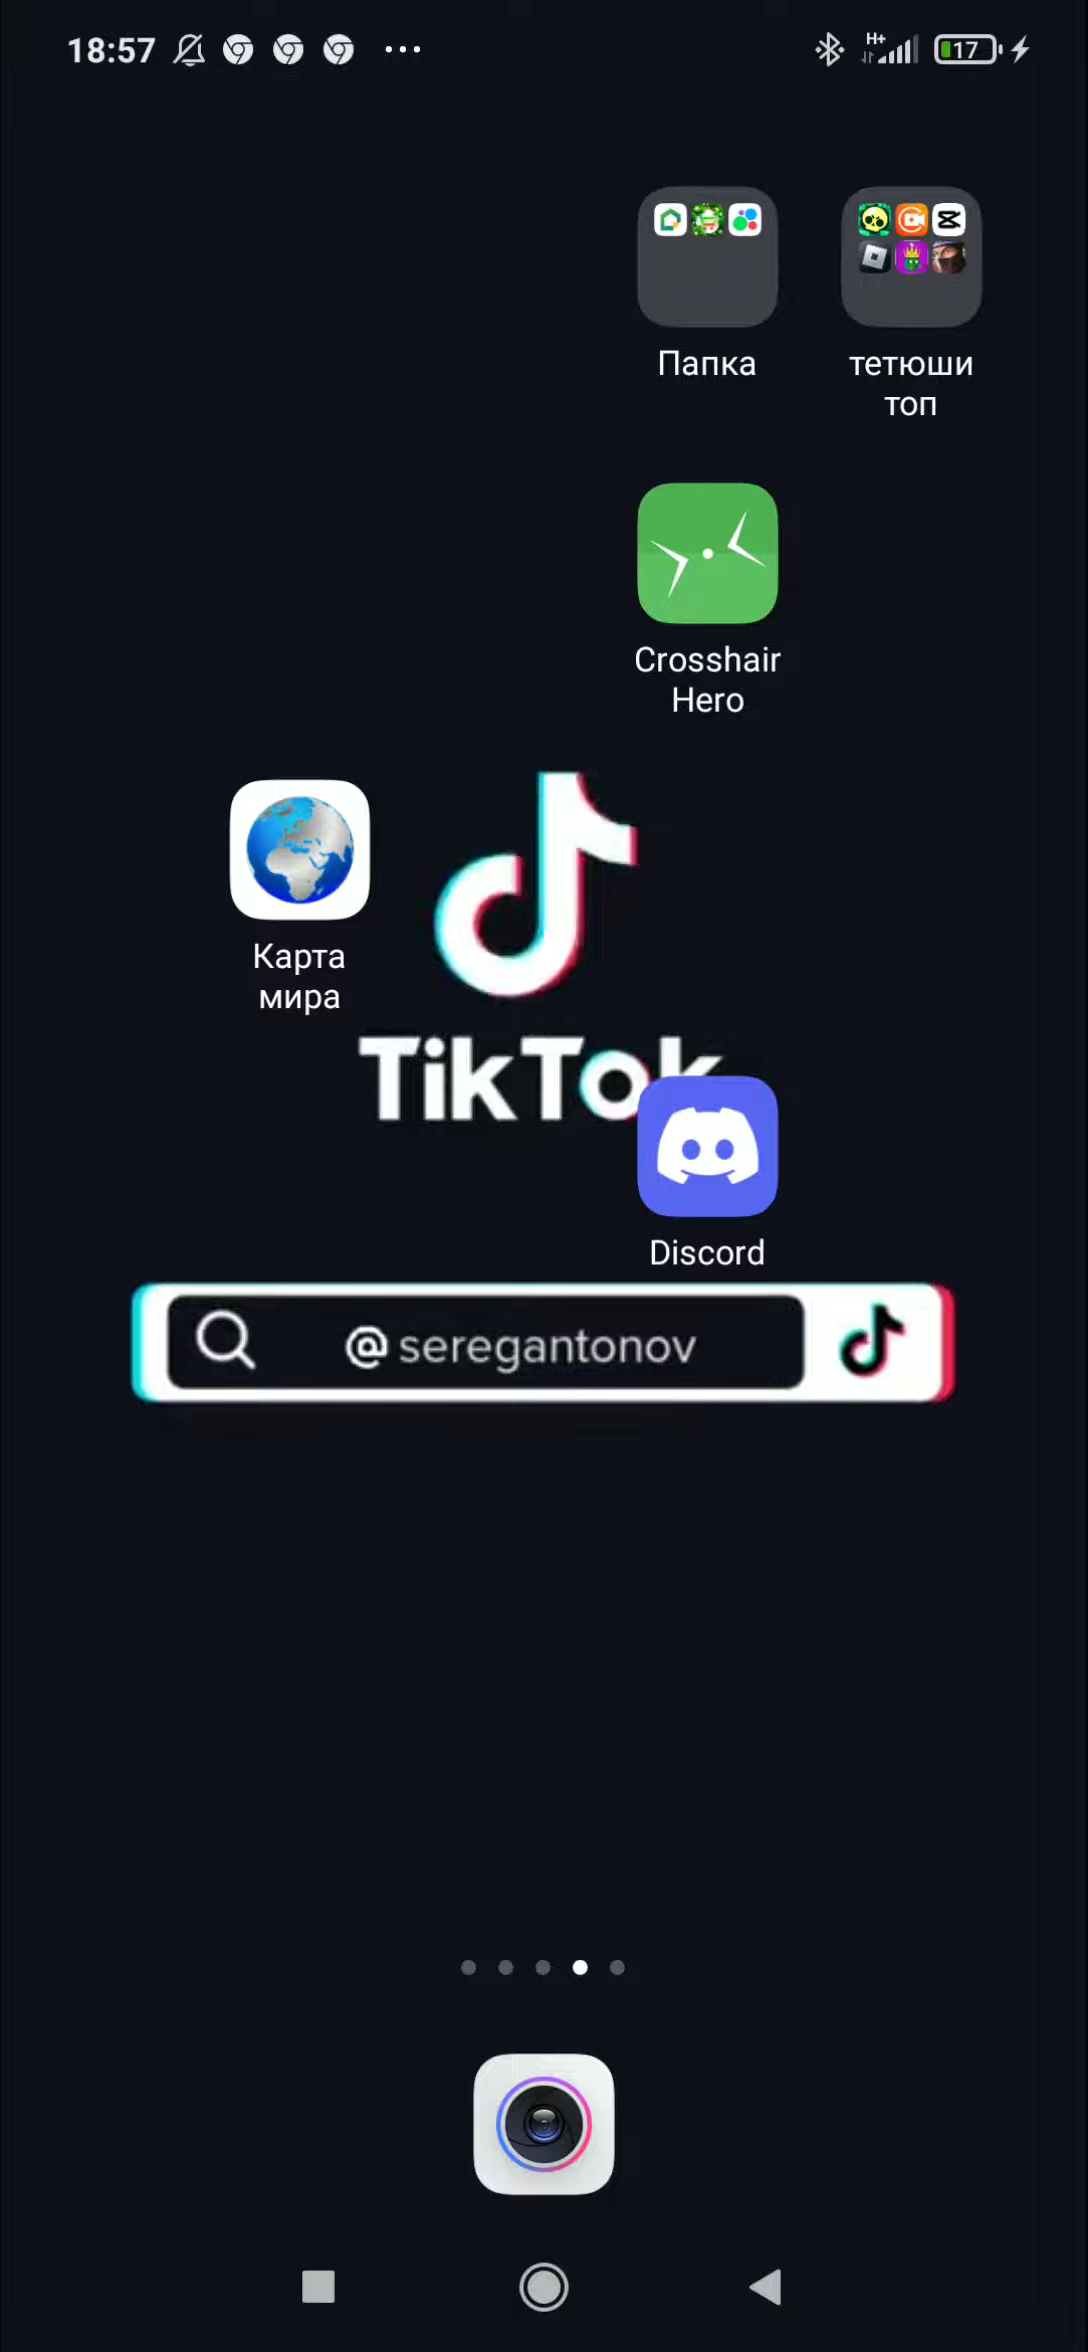 18:57
H+
17
Папка
тетюши
топ
Crosshair
Hero
Карта
мира
TikTok
Discord
@seregantonov